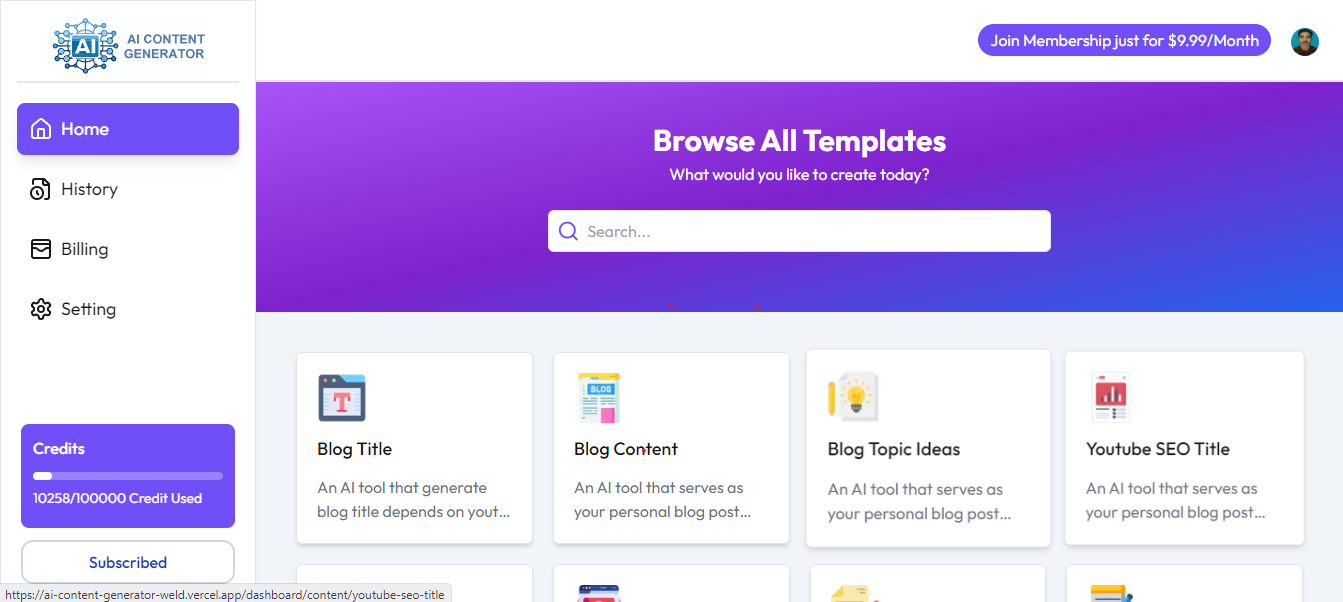 AI
AI CONTENT
GENERATOR
Join Membership just for $9.99/Month
Home
History
Billing
Setting
Browse All Templates
What would you like to create today?
Search...
Blog Title
An AI tool that generate
blog title depends on yout...
BLOG
Blog Content
An AI tool that serves as
your personal blog post...
Blog Topic Ideas
An AI tool that serves as
your personal blog post...
Youtube SEO Title
An AI tool that serves as
your personal blog post...
Credits
10258/100000 Credit Used
Subscribed
https://ai-content-generator-weld.vercel.app/dashboard/content/youtube-seo-title